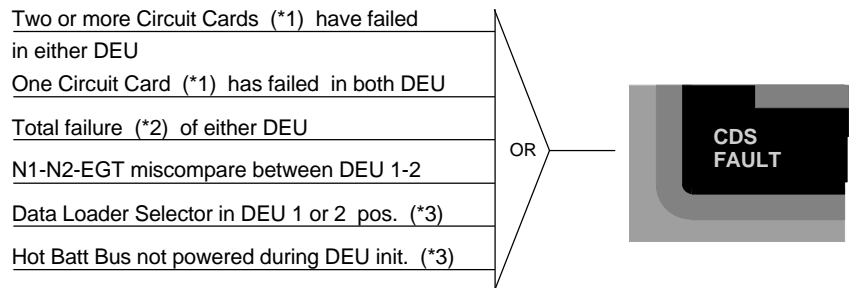 Two or more Circuit Cards (*1) have failed
in either DEU
One Circuit Card (*1) has failed in both DEU
Total failure (*2) of either DEU
N1-N2-EGT miscompare between DEU 1-2
Data Loader Selector in DEU 1 or 2 pos. (*3)
Hot Batt Bus not powered during DEU init. (*3)
OR
CDS
FAULT